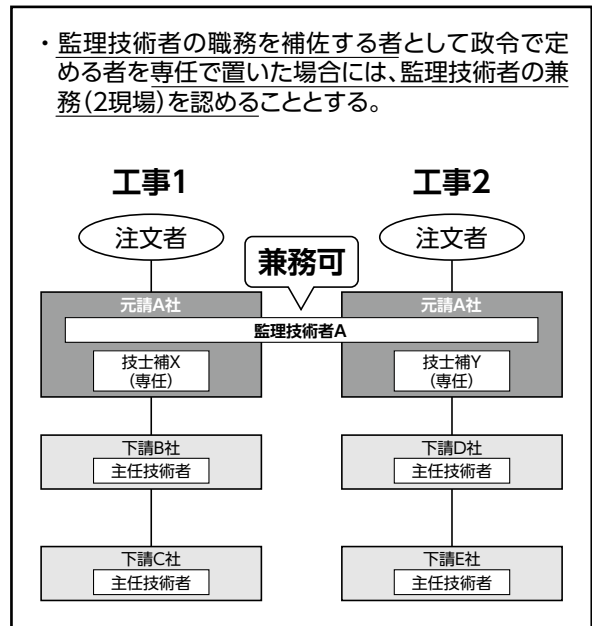 ・監理技術者の職務を補佐する者として政令で定
める者を専任で置いた場合には、監理技術者の兼
務(2現場)を認めることとする。
工事1
工事2
注文者
注文者
兼務可
元請A社
元請A社
監理技術者A
技士補X
(専任)
技士補Y
(専任)
下請B社
主任技術者
下請D社
主任技術者
下請C社
主任技術者
下請E社
主任技術者